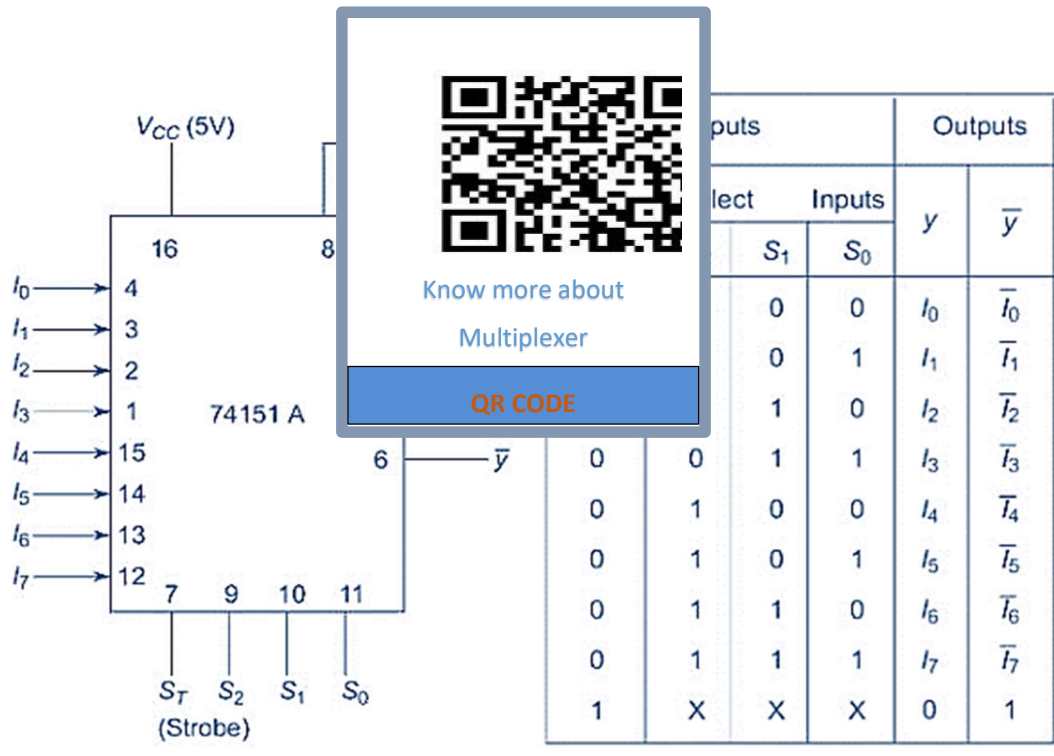 V_CC (5V)
16 8
I₀ 4
I₁ 3
I₂ 2
I₃ 1
74151 A
I₄ 15
I₅ 14
I₆ 13
I₇ 12
6 y̅
7 9 10 11
S_T S₂ S₁ S₀
(Strobe)
Know more about
Multiplexer
QR CODE
Outputs
Inputs y y̅
S₁ S₀
0 0 I₀ I̅₀
0 1 I₁ I̅₁
1 0 I₂ I̅₂
0 0 1 1 I₃ I̅₃
0 1 0 0 I₄ I̅₄
0 1 0 1 I₅ I̅₅
0 1 1 0 I₆ I̅₆
0 1 1 1 I₇ I̅₇
1 X X X 0 1